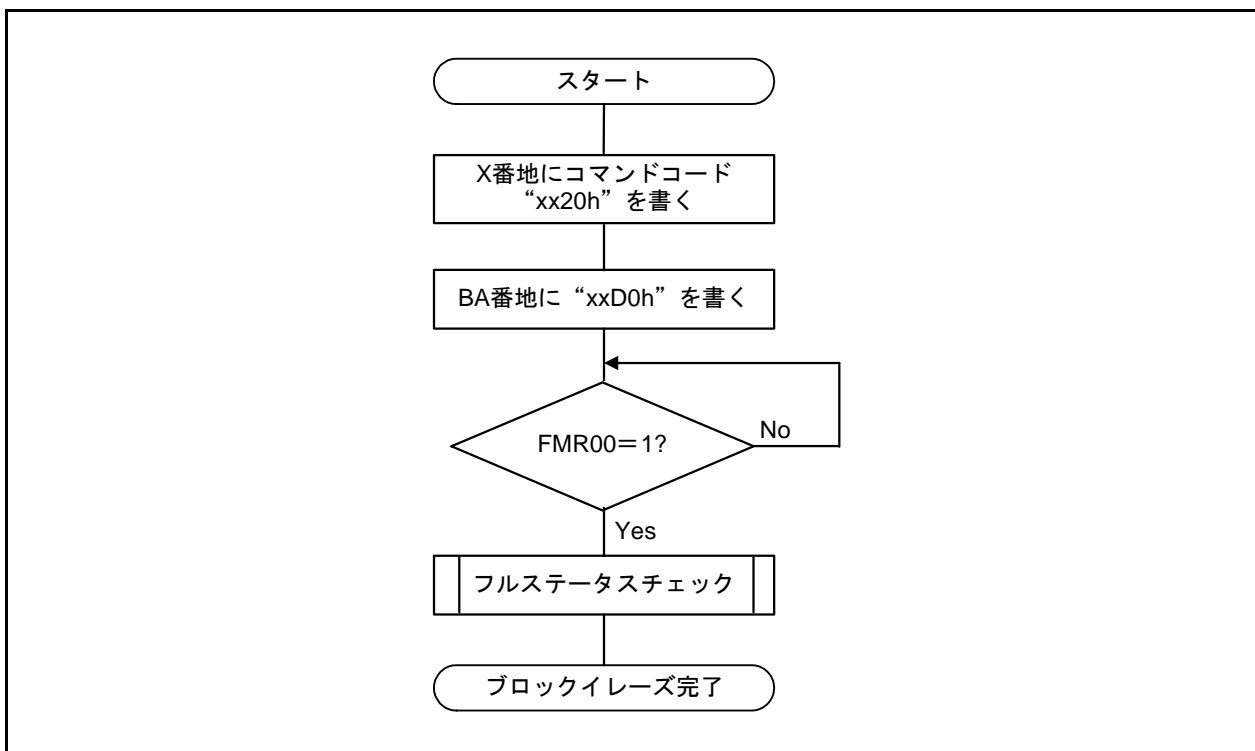 スタート
X番地にコマンドコード
“xx20h”を書く
BA番地に“xxD0h”を書く
FMR00＝1?
No
Yes
フルステータスチェック
ブロックイレーズ完了